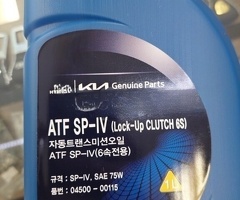 KIA Genuine Parts
ATF SP-IV (Lock-Up CLUTCH 6S)
자동트랜스미션오일
ATF SP-IV(6속전용)
규격 : SP-IV, SAE 75W
품번 : 04500 - 00115